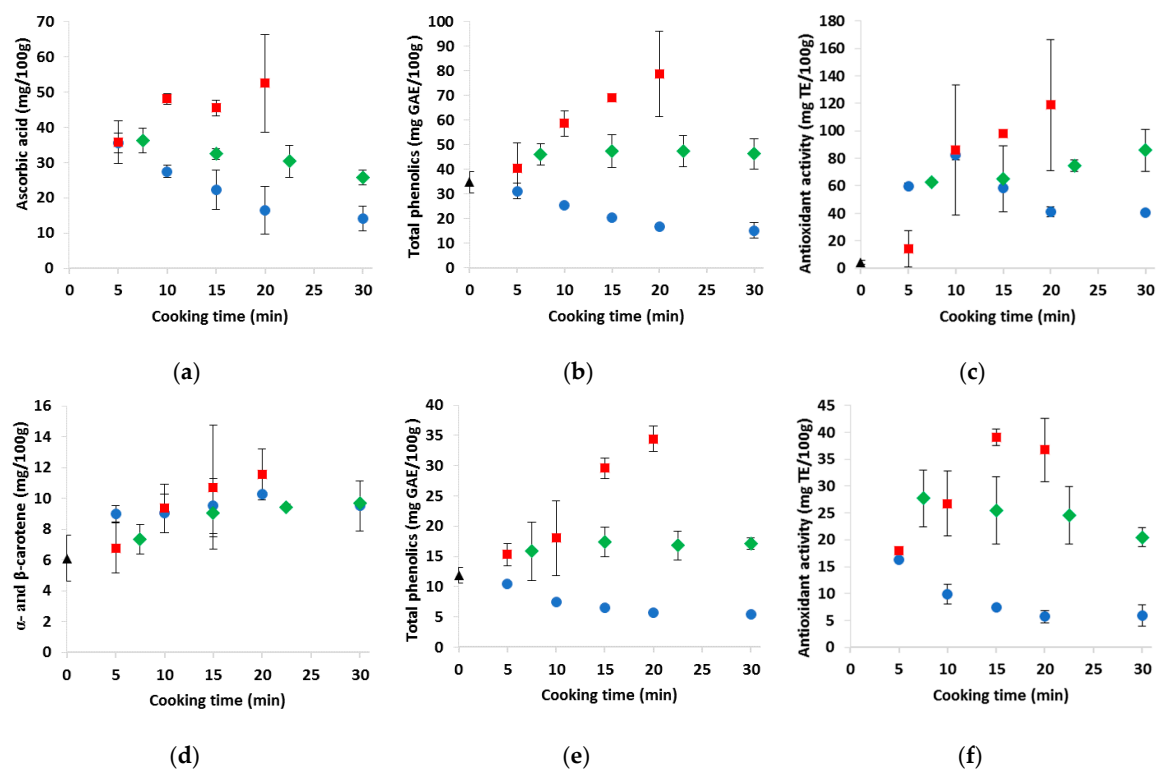 Ascorbic acid (mg/100g)
70
60
50
40
30
20
10
0
0 5 10 15 20 25 30
Cooking time (min)
(a)
Total phenolics (mg GAE/100g)
100
90
80
70
60
50
40
30
20
10
0
0 5 10 15 20 25 30
Cooking time (min)
(b)
Antioxidant activity (mg TE/100g)
180
160
140
120
100
80
60
40
20
0
0 5 10 15 20 25 30
Cooking time (min)
(c)
α- and β-carotene (mg/100g)
16
14
12
10
8
6
4
2
0
0 5 10 15 20 25 30
Cooking time (min)
(d)
Total phenolics (mg GAE/100g)
40
35
30
25
20
15
10
5
0
0 5 10 15 20 25 30
Cooking time (min)
(e)
Antioxidant activity (mg TE/100g)
45
40
35
30
25
20
15
10
5
0
0 5 10 15 20 25 30
Cooking time (min)
(f)